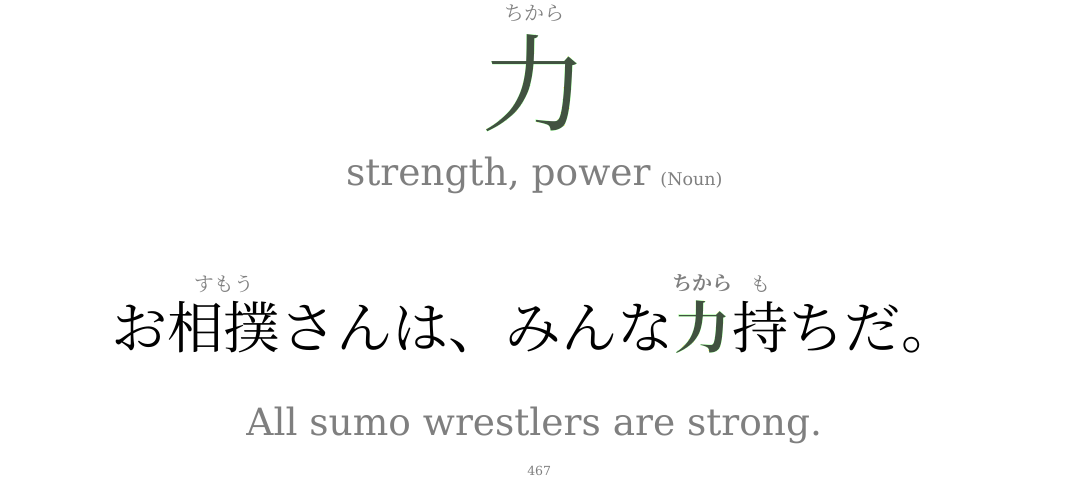 ちから
力
strength, power (Noun)
すもう ちから も
お相撲さんは、みんな力持ちだ。
All sumo wrestlers are strong.
467